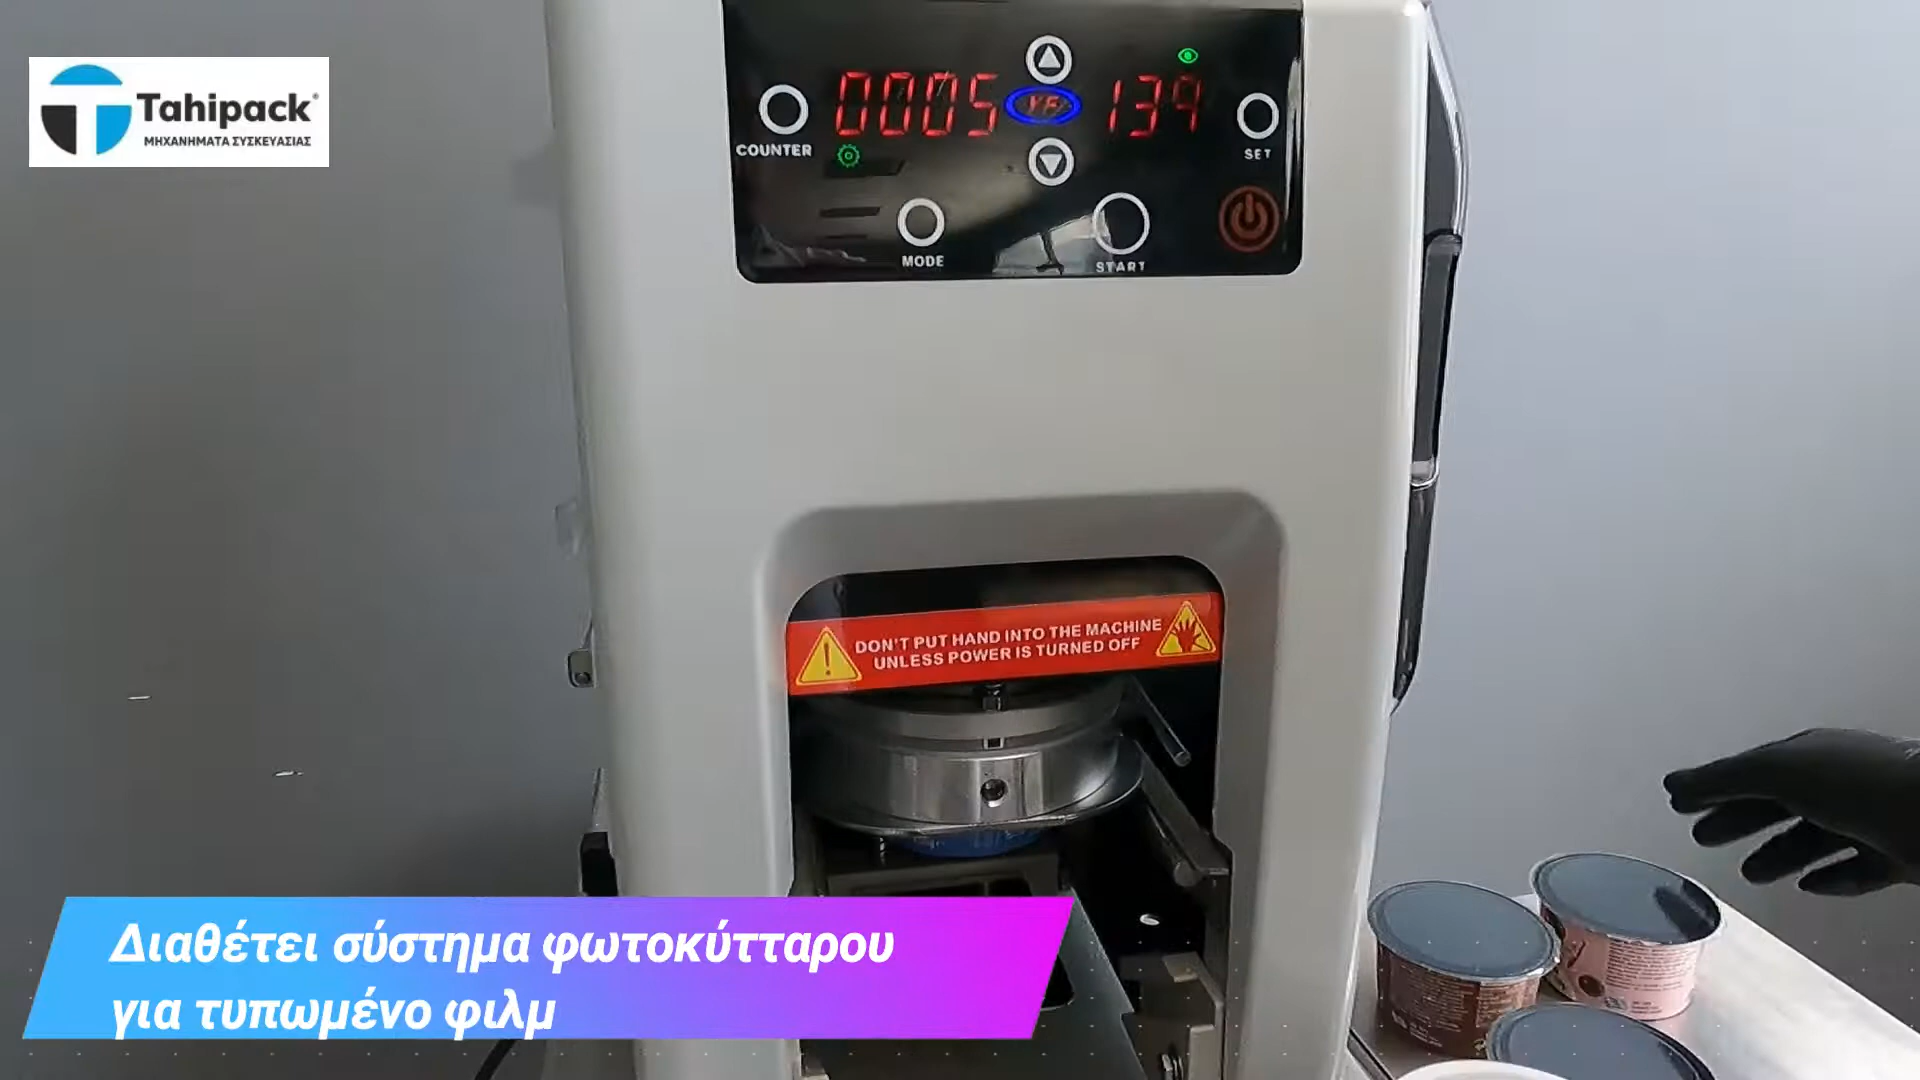 Tahipack®
ΜΗΧΑΝΗΜΑΤΑ ΣΥΣΚΕΥΑΣΙΑΣ
COUNTER
0005
YF
139
SET
MODE
START
DON'T PUT HAND INTO THE MACHINE
UNLESS POWER IS TURNED OFF
Διαθέτει σύστημα φωτοκύτταρου
για τυπωμένο φιλμ